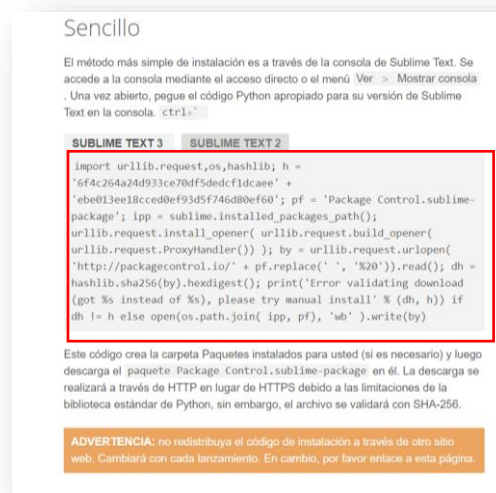 Sencillo
El método más simple de instalación es a través de la consola de Sublime Text. Se
accede a la consola mediante el acceso directo o el menú Ver > Mostrar consola
. Una vez abierto, pegue el código Python apropiado para su versión de Sublime
Text en la consola. ctrl+`
SUBLIME TEXT 3 SUBLIME TEXT 2
import urllib.request,os,hashlib; h =
'6f4c264a24d933ce70df5dedcf1dcaee' +
'ebe013ee18cced0ef93d5f746d80ef60'; pf = 'Package Control.sublime-
package'; ipp = sublime.installed_packages_path();
urllib.request.install_opener( urllib.request.build_opener(
urllib.request.ProxyHandler()) ); by = urllib.request.urlopen(
'http://packagecontrol.io/' + pf.replace(' ', '%20')).read(); dh =
hashlib.sha256(by).hexdigest(); print('Error validating download
(got %s instead of %s), please try manual install' % (dh, h)) if
dh != h else open(os.path.join( ipp, pf), 'wb' ).write(by)
Este código crea la carpeta Paquetes instalados para usted (si es necesario) y luego
descarga el paquete Package Control.sublime-package en él. La descarga se
realizará a través de HTTP en lugar de HTTPS debido a las limitaciones de la
biblioteca estándar de Python, sin embargo, el archivo se validará con SHA-256.
ADVERTENCIA: no redistribuya el código de instalación a través de otro sitio
web. Cambiará con cada lanzamiento. En cambio, por favor enlace a esta página.